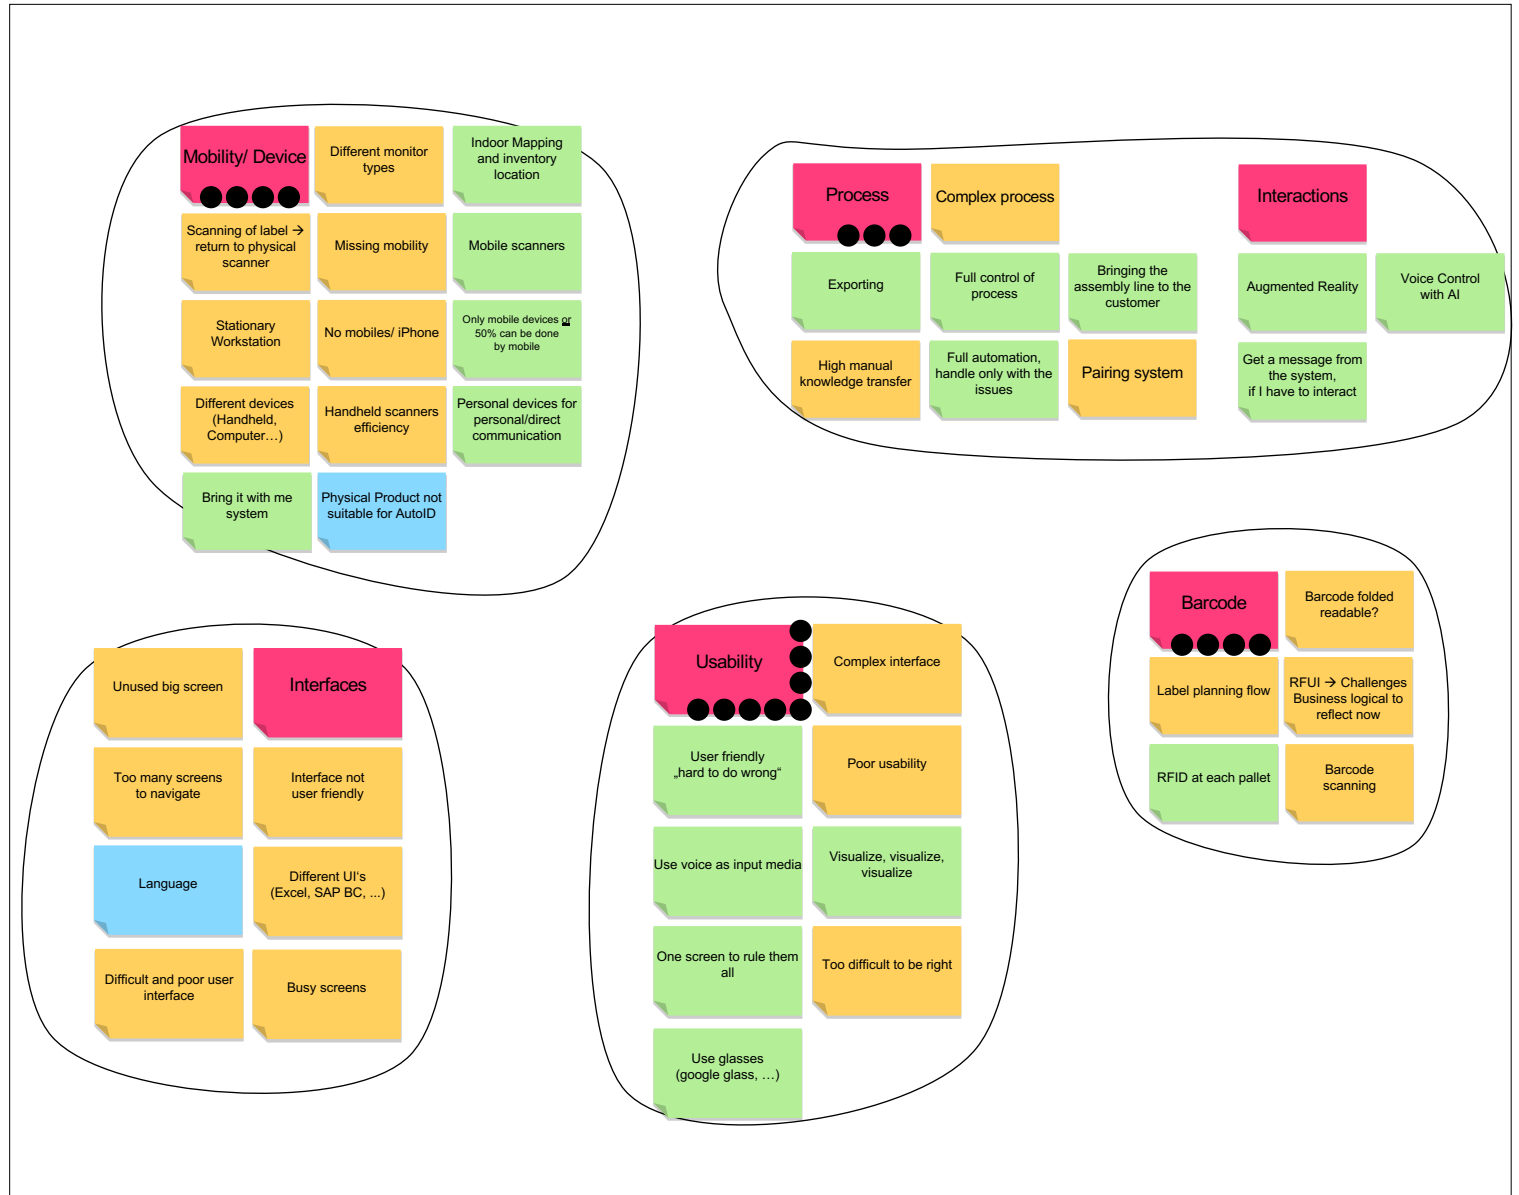 Mobility/ Device
Different monitor
types
Indoor Mapping
and inventory
location
Scanning of label →
return to physical
scanner
Missing mobility
Mobile scanners
Stationary
Workstation
No mobiles/ iPhone
Only mobile devices or
50% can be done
by mobile
Different devices
(Handheld,
Computer…)
Handheld scanners
efficiency
Personal devices for
personal/direct
communication
Bring it with me
system
Physical Product not
suitable for AutoID
Process
Complex process
Exporting
Full control of
process
Bringing the
assembly line to the
customer
High manual
knowledge transfer
Full automation,
handle only with the
issues
Pairing system
Interactions
Augmented Reality
Voice Control
with AI
Get a message from
the system,
if I have to interact
Unused big screen
Interfaces
Too many screens
to navigate
Interface not
user friendly
Language
Different UI‘s
(Excel, SAP BC, ...)
Difficult and poor user
interface
Busy screens
Usability
Complex interface
User friendly
„hard to do wrong“
Poor usability
Use voice as input media
Visualize, visualize,
visualize
One screen to rule them
all
Too difficult to be right
Use glasses
(google glass, …)
Barcode
Barcode folded
readable?
Label planning flow
RFUI → Challenges
Business logical to
reflect now
RFID at each pallet
Barcode
scanning